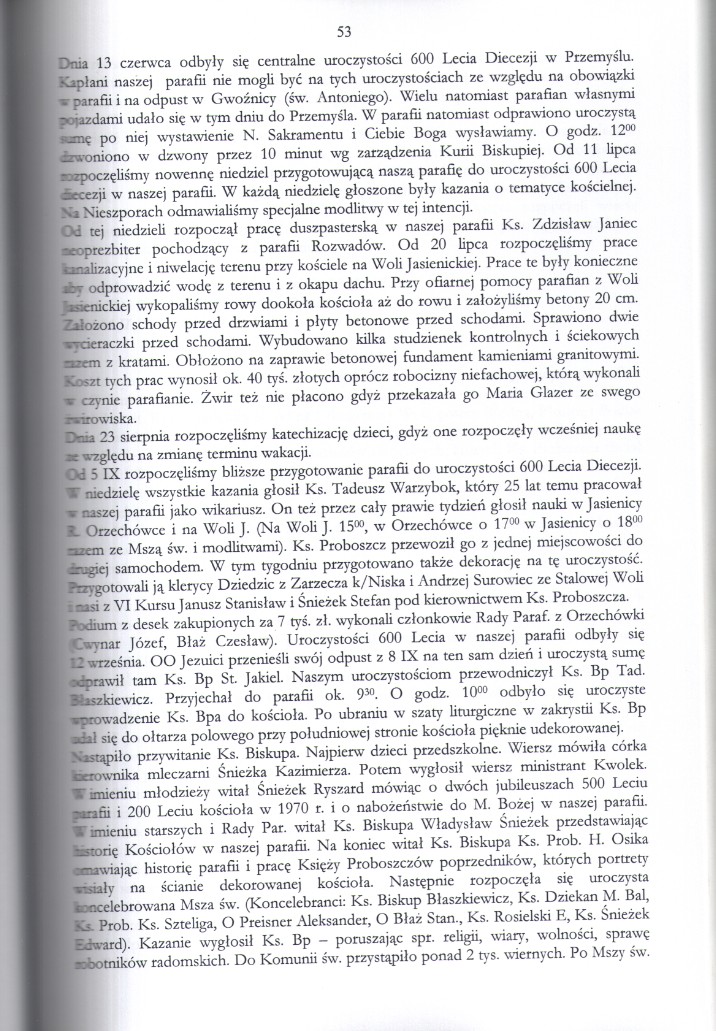 53
Dnia 13 czerwca odbyły się centralne uroczystości 600 Lecia Diecezji w Przemyślu.
Kapłani naszej parafii nie mogli być na tych uroczystościach ze względu na obowiązki
w parafii i na odpust w Gwoźnicy (św. Antoniego). Wielu natomiast parafian własnymi
pojazdami udało się w tym dniu do Przemyśla. W parafii natomiast odprawiono uroczystą
sumę po niej wystawienie N. Sakramentu i Ciebie Boga wysławiamy. O godz. 12⁰⁰
dzwoniono w dzwony przez 10 minut wg zarządzenia Kurii Biskupiej. Od 11 lipca
rozpoczęliśmy nowennę niedziel przygotowującą naszą parafię do uroczystości 600 Lecia
diecezji w naszej parafii. W każdą niedzielę głoszone były kazania o tematyce kościelnej.
Na Nieszporach odmawialiśmy specjalne modlitwy w tej intencji.
Od tej niedzieli rozpoczął pracę duszpasterską w naszej parafii Ks. Zdzisław Janiec
neoprezbiter pochodzący z parafii Rozwadów. Od 20 lipca rozpoczęliśmy prace
kanalizacyjne i niwelację terenu przy kościele na Woli Jasienickiej. Prace te były konieczne
aby odprowadzić wodę z terenu i z okapu dachu. Przy ofiarnej pomocy parafian z Woli
Jasienickiej wykopaliśmy rowy dookoła kościoła aż do rowu i założyliśmy betony 20 cm.
Założono schody przed drzwiami i płyty betonowe przed schodami. Sprawiono dwie
wycieraczki przed schodami. Wybudowano kilka studzienek kontrolnych i ściekowych
razem z kratami. Obłożono na zaprawie betonowej fundament kamieniami granitowymi.
Koszt tych prac wynosił ok. 40 tyś. złotych oprócz robocizny niefachowej, którą wykonali
w czynie parafianie. Żwir też nie płacono gdyż przekazała go Maria Glazer ze swego
żwirowiska.
Dnia 23 sierpnia rozpoczęliśmy katechizację dzieci, gdyż one rozpoczęły wcześniej naukę
ze względu na zmianę terminu wakacji.
Od 5 IX rozpoczęliśmy bliższe przygotowanie parafii do uroczystości 600 Lecia Diecezji.
W niedzielę wszystkie kazania głosił Ks. Tadeusz Warzybok, który 25 lat temu pracował
w naszej parafii jako wikariusz. On też przez cały prawie tydzień głosił nauki w Jasienicy
R. Orzechówce i na Woli J. (Na Woli J. 15⁰⁰, w Orzechówce o 17⁰⁰ w Jasienicy o 18⁰⁰
razem ze Mszą św. i modlitwami). Ks. Proboszcz przewoził go z jednej miejscowości do
drugiej samochodem. W tym tygodniu przygotowano także dekorację na tę uroczystość.
Przygotowali ją klerycy Dziedzic z Zarzecza k/Niska i Andrzej Surowiec ze Stalowej Woli
i nasi z VI Kursu Janusz Stanisław i Śnieżek Stefan pod kierownictwem Ks. Proboszcza.
Podium z desek zakupionych za 7 tyś. zł. wykonali członkowie Rady Paraf. z Orzechówki
(Cwynar Józef, Błaż Czesław). Uroczystości 600 Lecia w naszej parafii odbyły się
12 września. OO Jezuici przenieśli swój odpust z 8 IX na ten sam dzień i uroczystą sumę
odprawił tam Ks. Bp St. Jakiel. Naszym uroczystościom przewodniczył Ks. Bp Tad.
Błaszkiewicz. Przyjechał do parafii ok. 9³⁰. O godz. 10⁰⁰ odbyło się uroczyste
wprowadzenie Ks. Bpa do kościoła. Po ubraniu w szaty liturgiczne w zakrystii Ks. Bp
udał się do ołtarza polowego przy południowej stronie kościoła pięknie udekorowanej.
Nastąpiło przywitanie Ks. Biskupa. Najpierw dzieci przedszkolne. Wiersz mówiła córka
kierownika mleczarni Śnieżka Kazimierza. Potem wygłosił wiersz ministrant Kwolek.
W imieniu młodzieży witał Śnieżek Ryszard mówiąc o dwóch jubileuszach 500 Leciu
parafii i 200 Leciu kościoła w 1970 r. i o nabożeństwie do M. Bożej w naszej parafii.
W imieniu starszych i Rady Par. witał Ks. Biskupa Władysław Śnieżek przedstawiając
historię Kościołów w naszej parafii. Na koniec witał Ks. Biskupa Ks. Prob. H. Osika
omawiając historię parafii i pracę Księży Proboszczów poprzedników, których portrety
wisiały na ścianie dekorowanej kościoła. Następnie rozpoczęła się uroczysta
koncelebrowana Msza św. (Koncelebranci: Ks. Biskup Błaszkiewicz, Ks. Dziekan M. Bal,
Ks. Prob. Ks. Szteliga, O Preisner Aleksander, O Błaż Stan., Ks. Rosielski E, Ks. Śnieżek
Edward). Kazanie wygłosił Ks. Bp – poruszając spr. religii, wiary, wolności, sprawę
robotników radomskich. Do Komunii św. przystąpiło ponad 2 tys. wiernych. Po Mszy św.